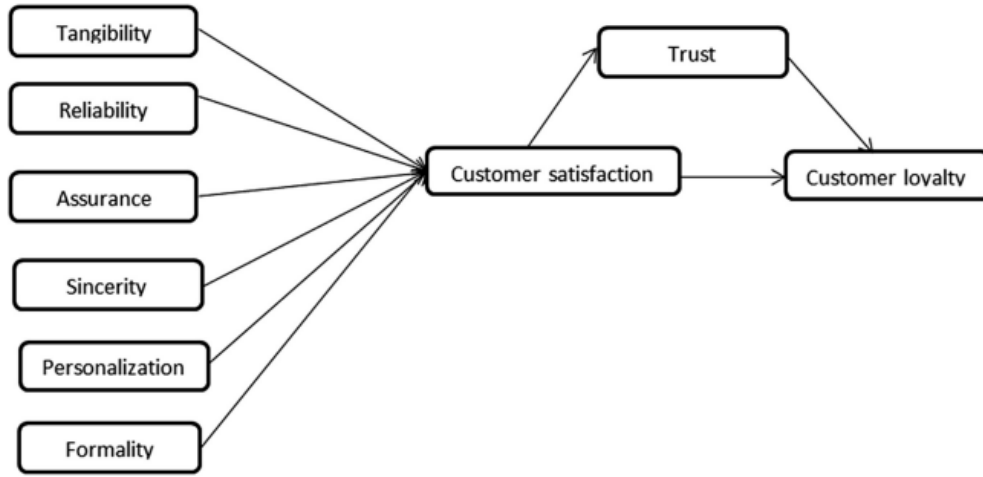 Tangibility
Reliability
Assurance
Sincerity
Personalization
Formality
Customer satisfaction
Trust
Customer loyalty